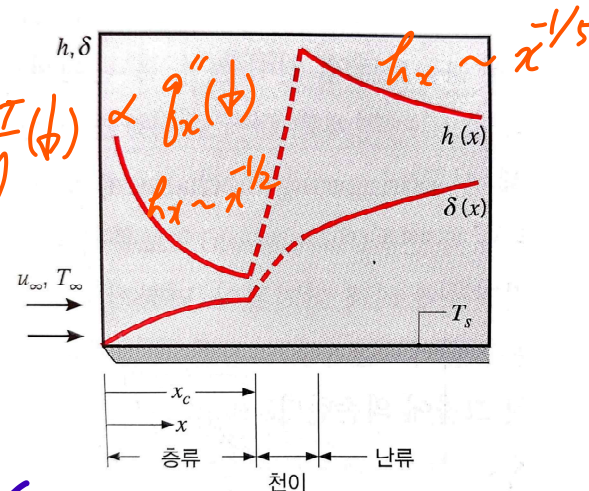 h, δ
h_x ~ x^{-1/5}
(↓) ∝ q_x''(↓)
h (x)
h_x ~ x^{-1/2}
δ (x)
u_∞, T_∞
T_s
x_c
x
층류
천이
난류